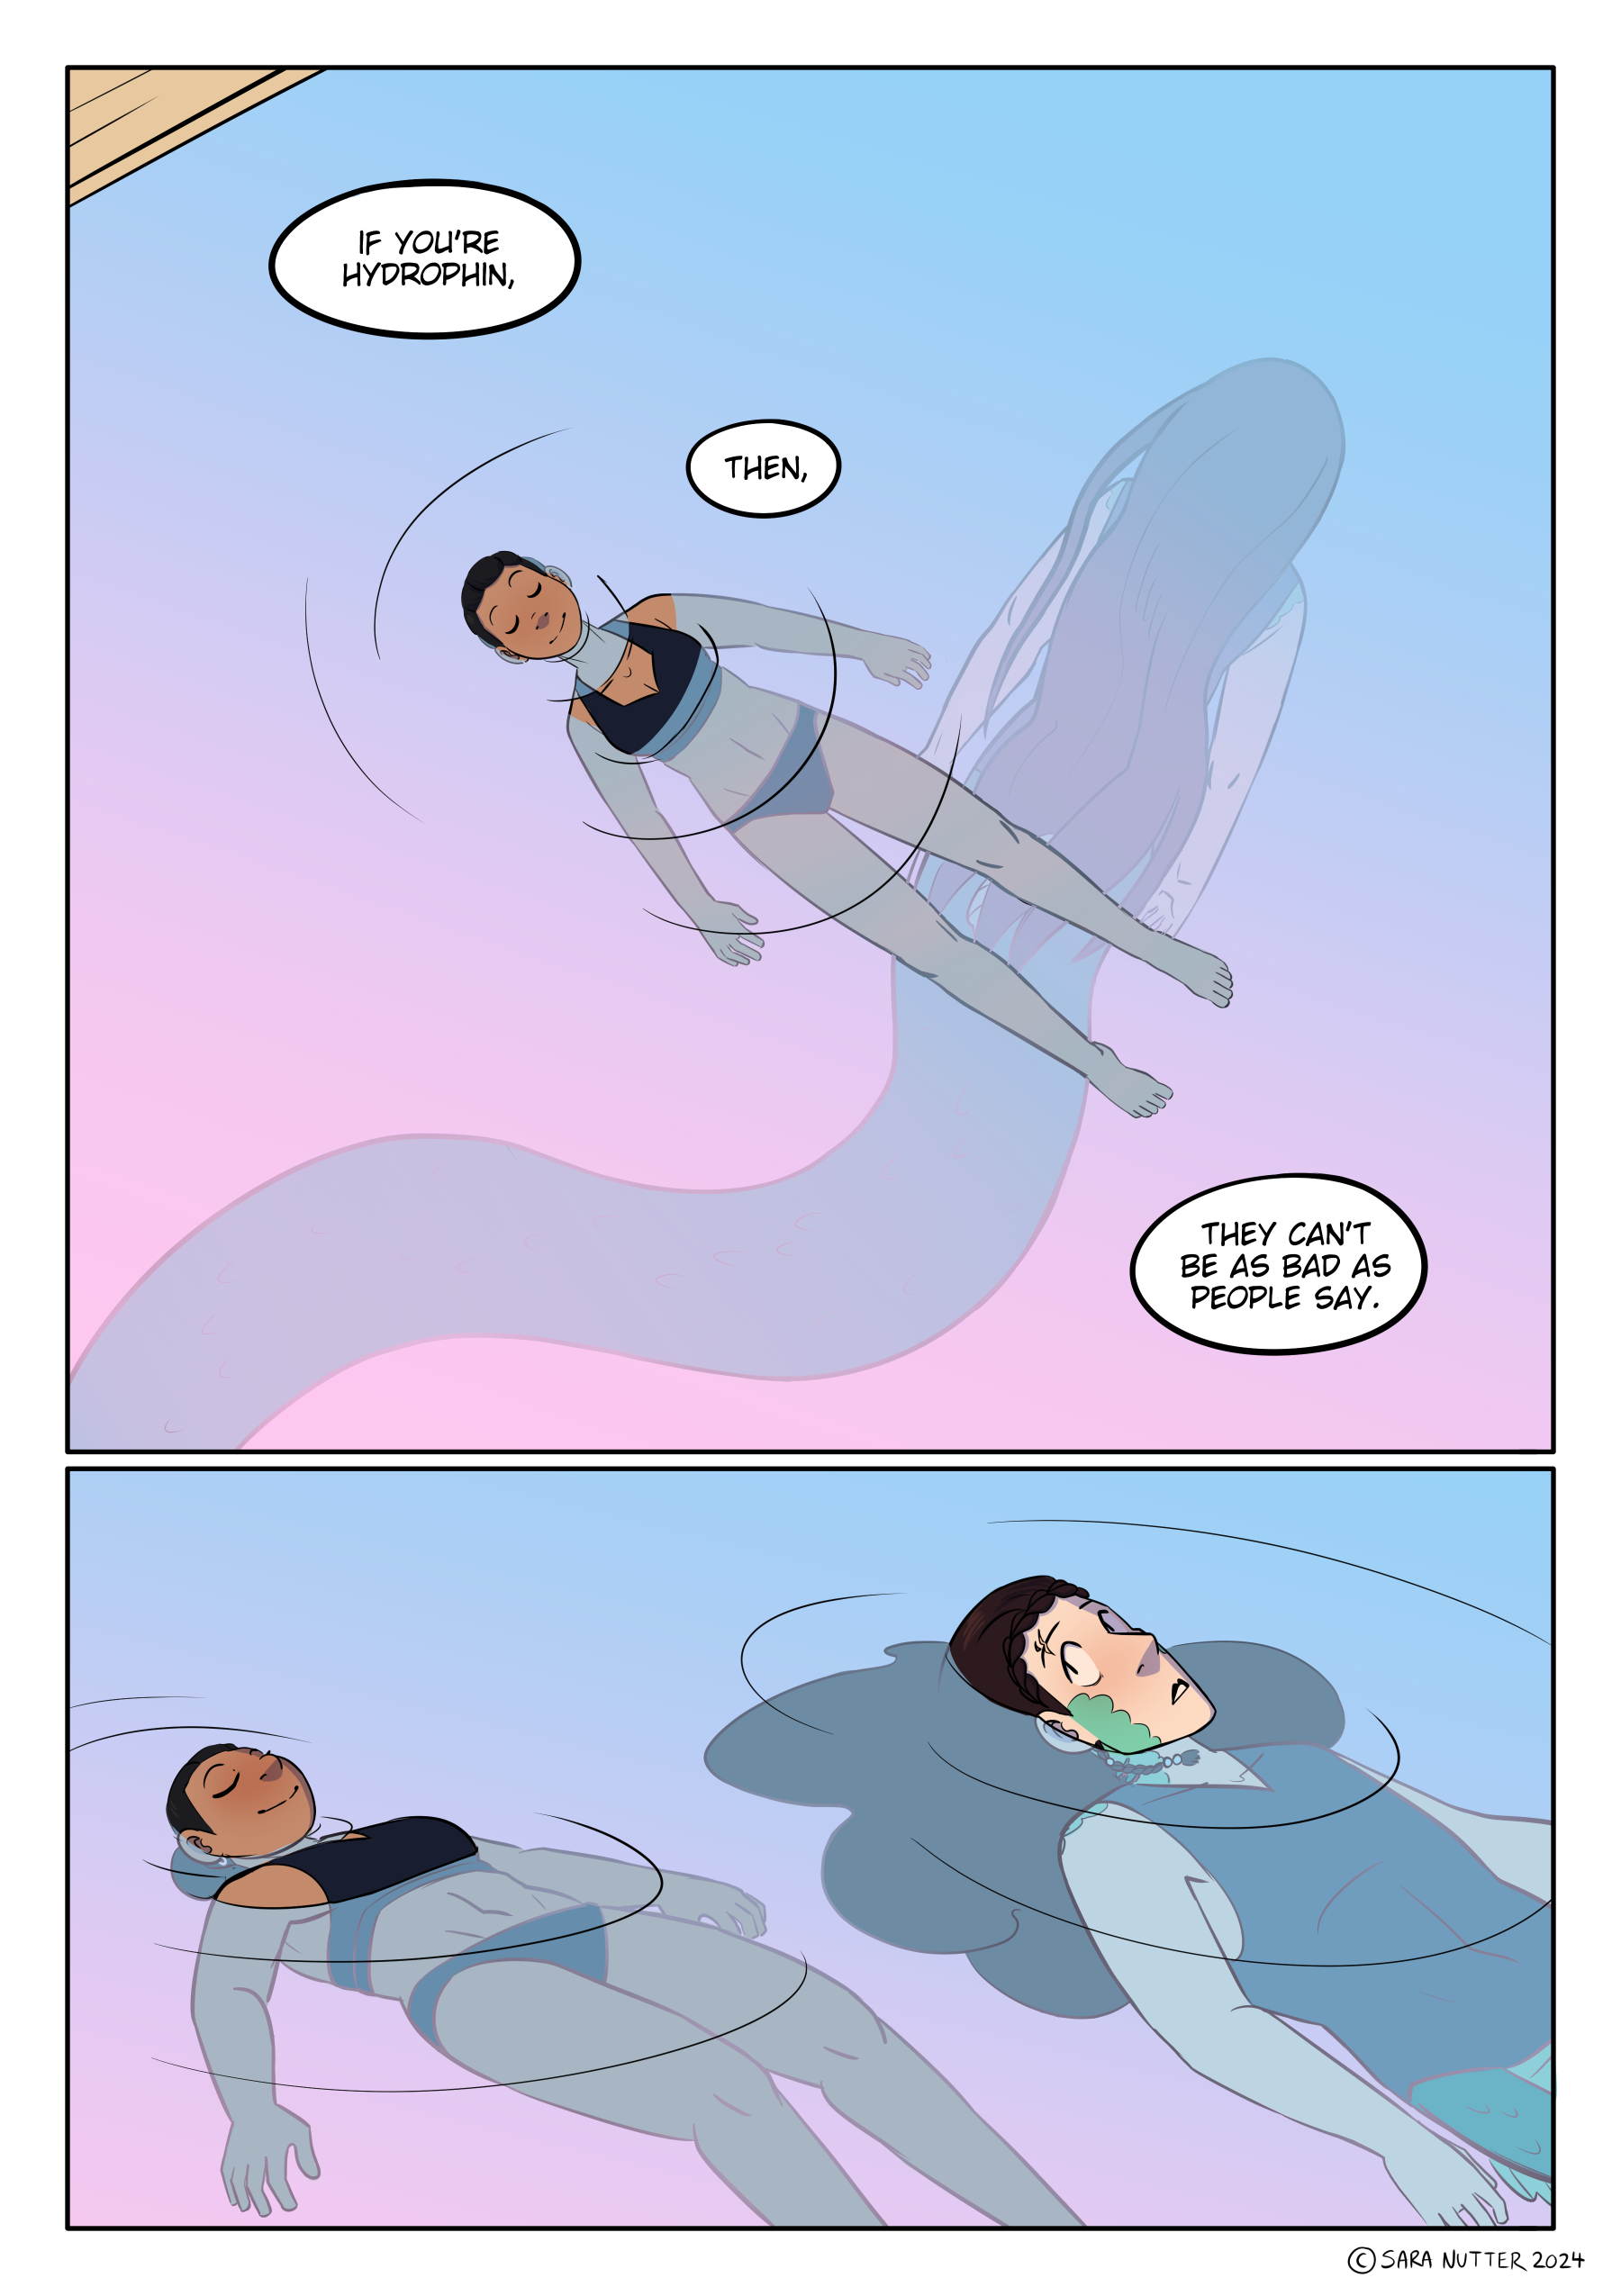 IF YOU'RE
HYDROPHIN,
THEN,
THEY CAN'T
BE AS BAD AS
PEOPLE SAY.
© SARA NUTTER 2024